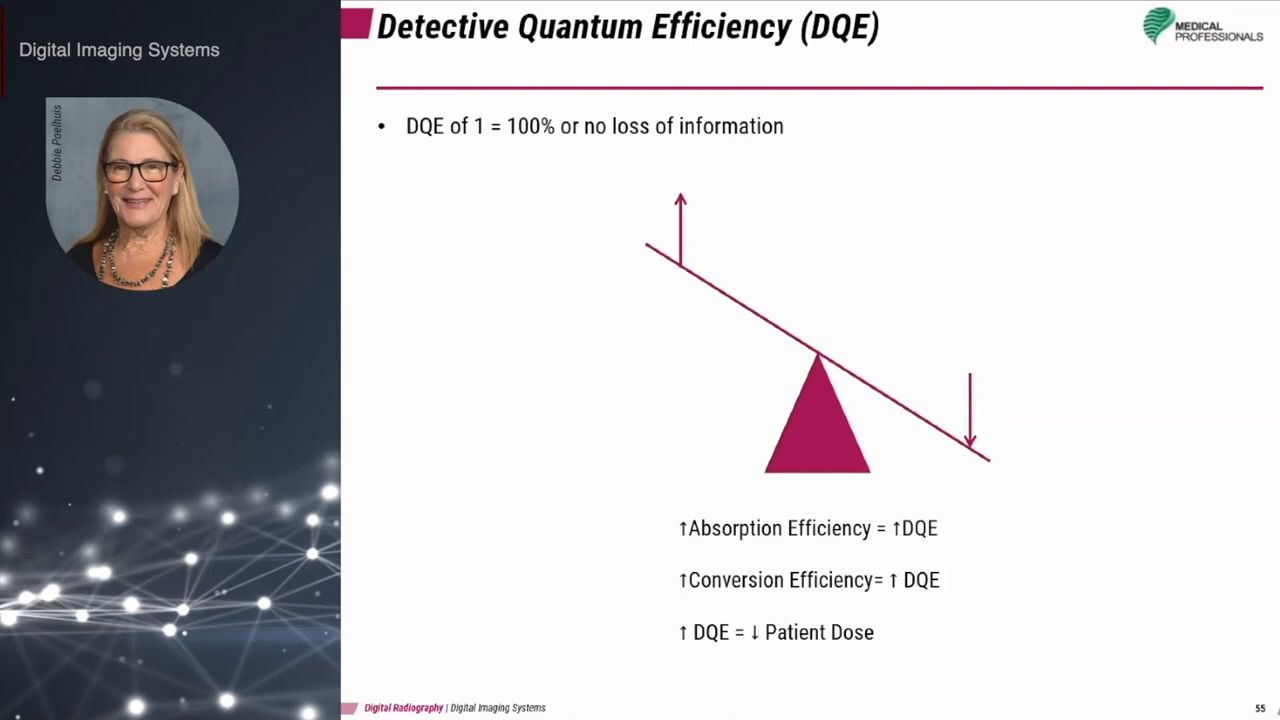 Digital Imaging Systems
Debbie Poelhuis
Detective Quantum Efficiency (DQE)
MEDICAL
PROFESSIONALS
• DQE of 1 = 100% or no loss of information
↑Absorption Efficiency = ↑DQE
↑Conversion Efficiency= ↑ DQE
↑ DQE = ↓ Patient Dose
Digital Radiography | Digital Imaging Systems
55